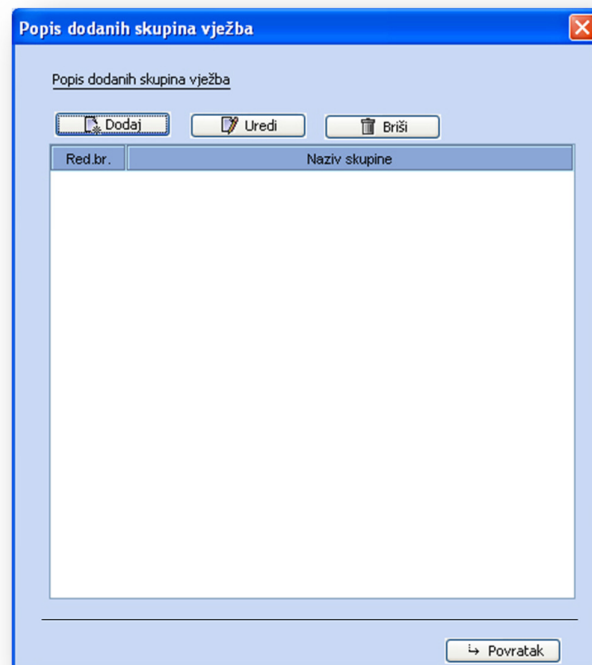 Popis dodanih skupina vježba
Popis dodanih skupina vježba
Dodaj Uredi Briši
Red.br. Naziv skupine
Povratak